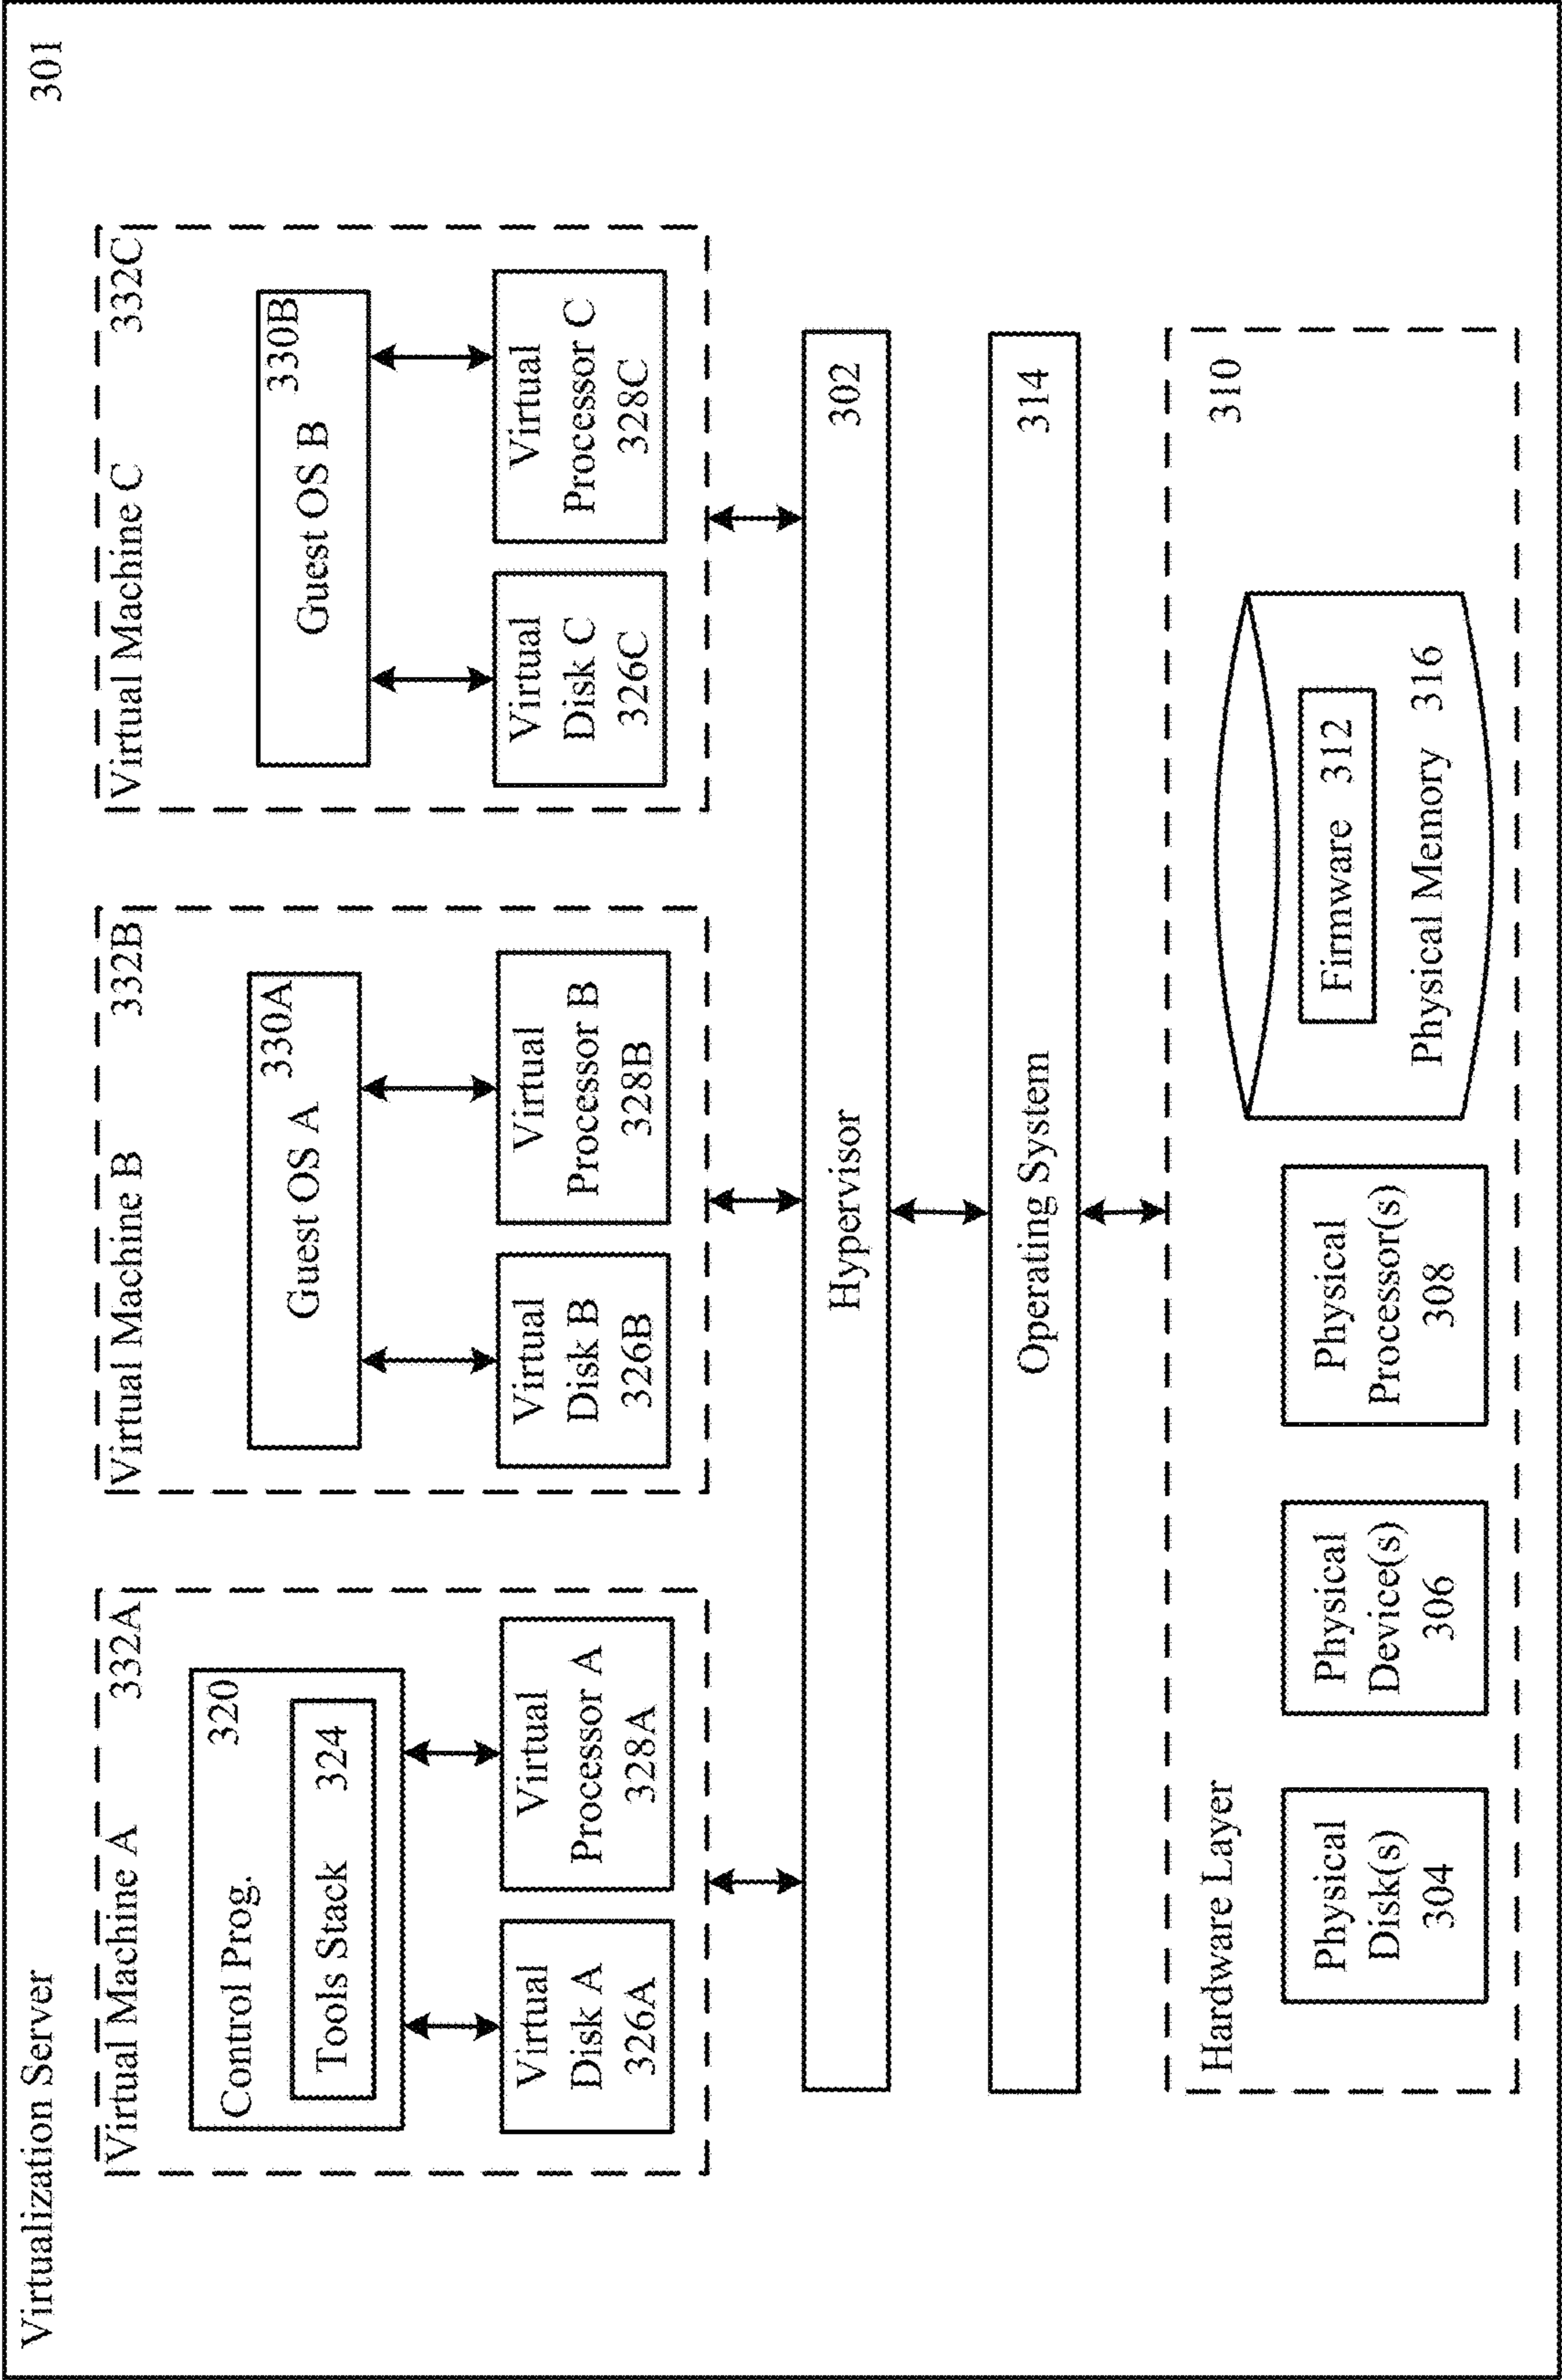 Virtualization Server 301
Virtual Machine A 332A
Control Prog. 320
Tools Stack 324
Virtual
Disk A
326A
Virtual
Processor A
328A
Virtual Machine B 332B
330A
Guest OS A
Virtual
Disk B
326B
Virtual
Processor B
328B
Virtual Machine C 332C
330B
Guest OS B
Virtual
Disk C
326C
Virtual
Processor C
328C
Hypervisor 302
Operating System 314
Hardware Layer 310
Physical
Disk(s)
304
Physical
Device(s)
306
Physical
Processor(s)
308
Firmware 312
Physical Memory 316